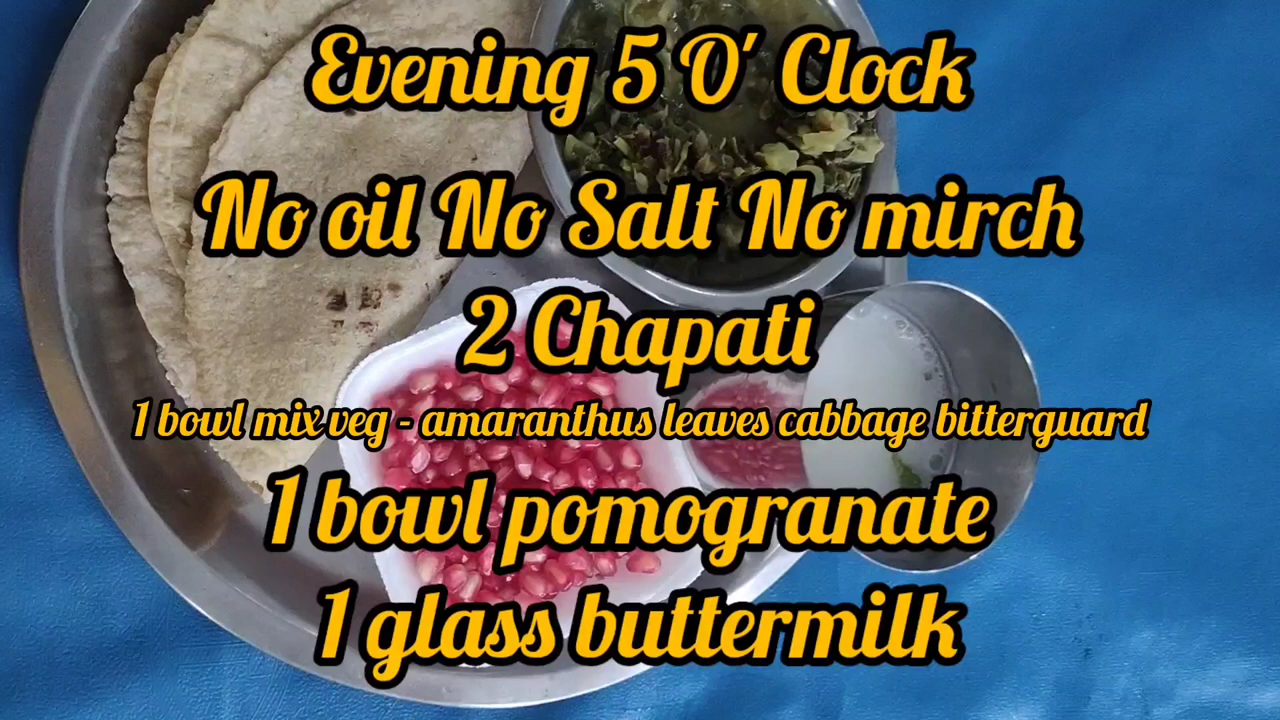 Evening 5 O' Clock
No oil No Salt No mirch
2 Chapati
1 bowl mix veg - amaranthus leaves cabbage bitterguard
1 bowl pomogranate
1 glass buttermilk